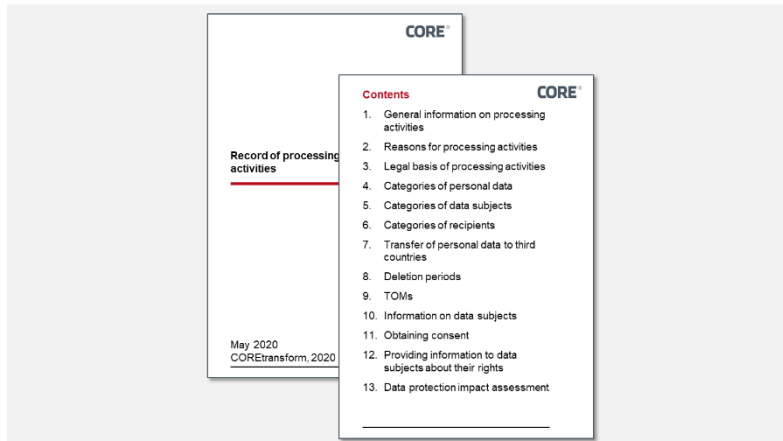 CORE®
Record of processing
activities
May 2020
COREtransform, 2020
CORE®
Contents
1. General information on processing
activities
2. Reasons for processing activities
3. Legal basis of processing activities
4. Categories of personal data
5. Categories of data subjects
6. Categories of recipients
7. Transfer of personal data to third
countries
8. Deletion periods
9. TOMs
10. Information on data subjects
11. Obtaining consent
12. Providing information to data
subjects about their rights
13. Data protection impact assessment